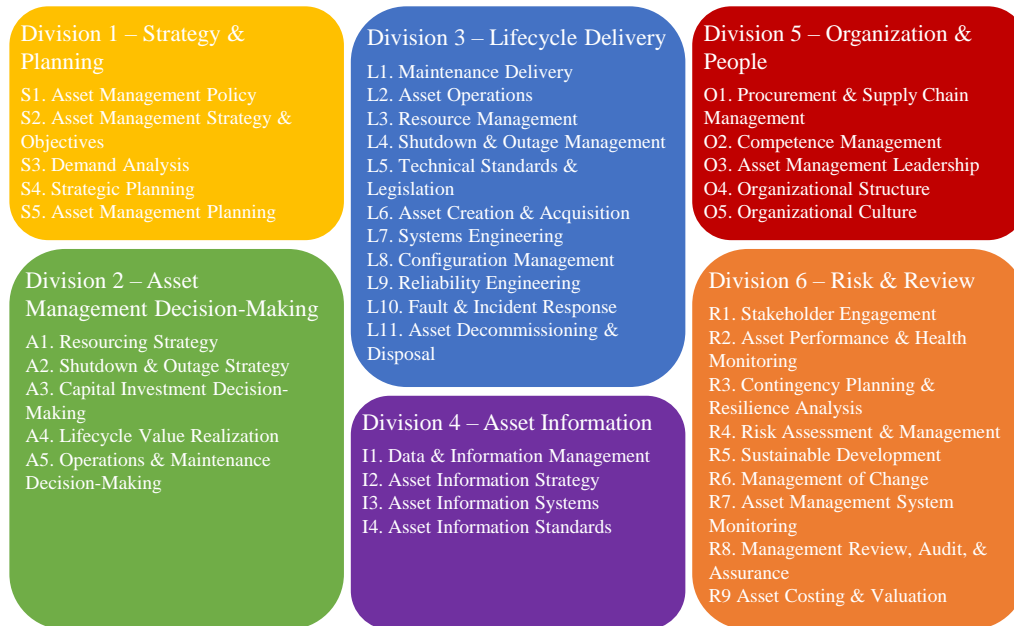 Division 1 – Strategy &
Planning
S1. Asset Management Policy
S2. Asset Management Strategy &
Objectives
S3. Demand Analysis
S4. Strategic Planning
S5. Asset Management Planning
Division 2 – Asset
Management Decision-Making
A1. Resourcing Strategy
A2. Shutdown & Outage Strategy
A3. Capital Investment Decision-
Making
A4. Lifecycle Value Realization
A5. Operations & Maintenance
Decision-Making
Division 3 – Lifecycle Delivery
L1. Maintenance Delivery
L2. Asset Operations
L3. Resource Management
L4. Shutdown & Outage Management
L5. Technical Standards &
Legislation
L6. Asset Creation & Acquisition
L7. Systems Engineering
L8. Configuration Management
L9. Reliability Engineering
L10. Fault & Incident Response
L11. Asset Decommissioning &
Disposal
Division 4 – Asset Information
I1. Data & Information Management
I2. Asset Information Strategy
I3. Asset Information Systems
I4. Asset Information Standards
Division 5 – Organization &
People
O1. Procurement & Supply Chain
Management
O2. Competence Management
O3. Asset Management Leadership
O4. Organizational Structure
O5. Organizational Culture
Division 6 – Risk & Review
R1. Stakeholder Engagement
R2. Asset Performance & Health
Monitoring
R3. Contingency Planning &
Resilience Analysis
R4. Risk Assessment & Management
R5. Sustainable Development
R6. Management of Change
R7. Asset Management System
Monitoring
R8. Management Review, Audit, &
Assurance
R9 Asset Costing & Valuation